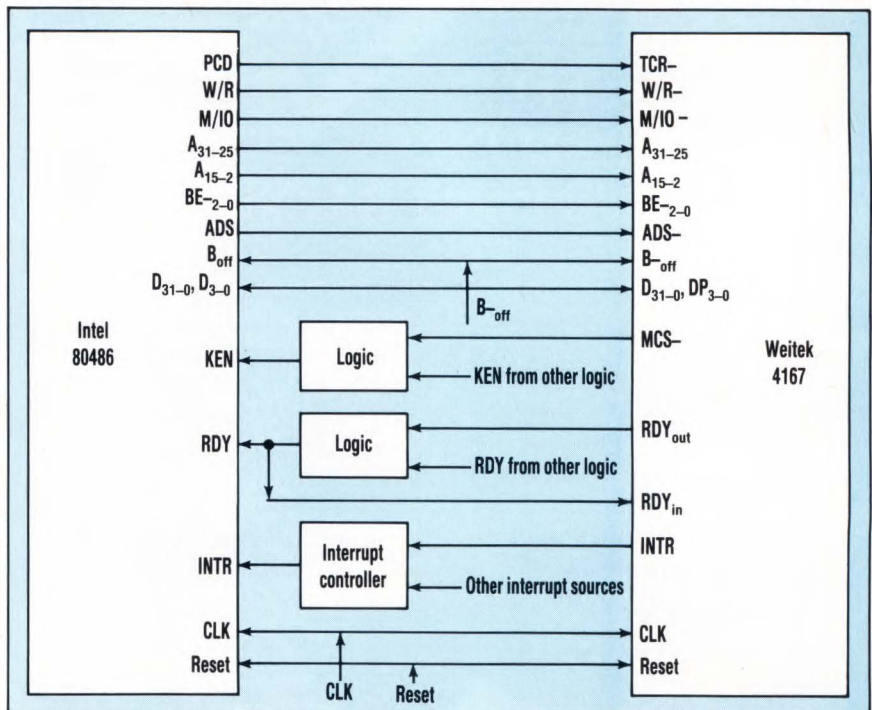 PCD
W/R
M/IO
A31–25
A15–2
BE–2–0
ADS
Boff
D31–0, D3–0
Intel
80486
KEN
RDY
INTR
CLK
Reset
B–off
Logic
KEN from other logic
Logic
RDY from other logic
Interrupt
controller
Other interrupt sources
CLK
Reset
TCR–
W/R–
M/IO –
A31–25
A15–2
BE–2–0
ADS–
B–off
D31–0, DP3–0
MCS–
Weitek
4167
RDYout
RDYin
INTR
CLK
Reset